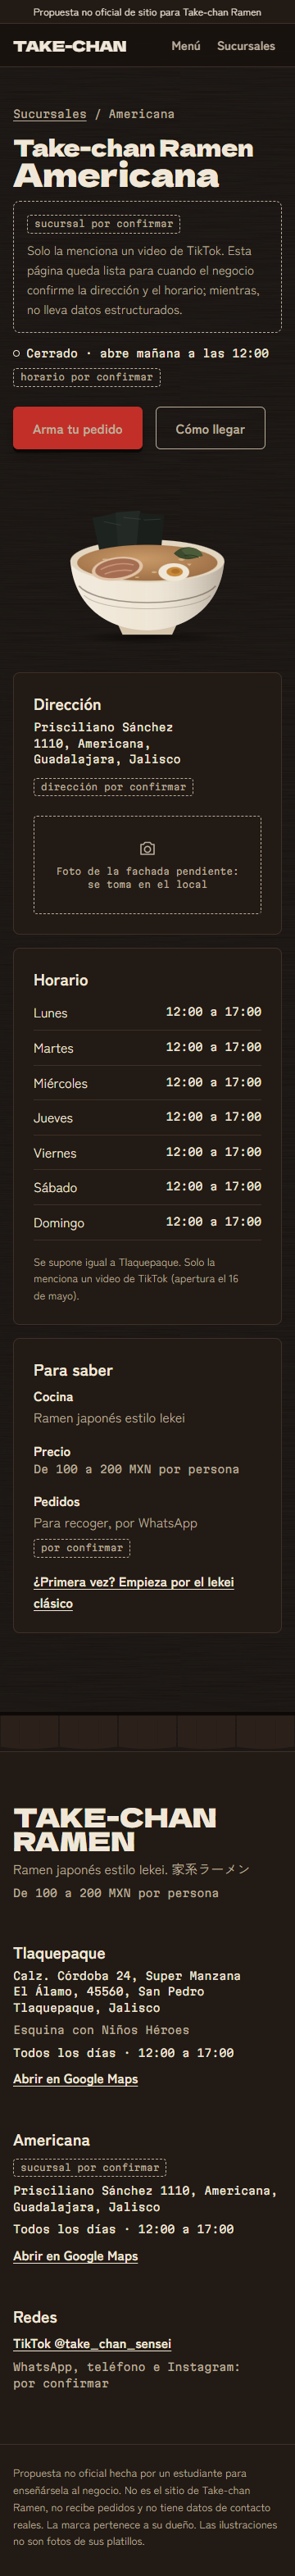 Propuesta no oficial de sitio para Take-chan Ramen
TAKE-CHAN
Menú
Sucursales
Sucursales / Americana
Take-chan Ramen
Americana
sucursal por confirmar
Solo la menciona un video de TikTok. Esta
página queda lista para cuando el negocio
confirme la dirección y el horario; mientras,
no lleva datos estructurados.
Cerrado · abre mañana a las 12:00
horario por confirmar
Arma tu pedido
Cómo llegar
Dirección
Prisciliano Sánchez
1110, Americana,
Guadalajara, Jalisco
dirección por confirmar
Foto de la fachada pendiente:
se toma en el local
Horario
Lunes 12:00 a 17:00
Martes 12:00 a 17:00
Miércoles 12:00 a 17:00
Jueves 12:00 a 17:00
Viernes 12:00 a 17:00
Sábado 12:00 a 17:00
Domingo 12:00 a 17:00
Se supone igual a Tlaquepaque. Solo la
menciona un video de TikTok (apertura el 16
de mayo).
Para saber
Cocina
Ramen japonés estilo Iekei
Precio
De 100 a 200 MXN por persona
Pedidos
Para recoger, por WhatsApp
por confirmar
¿Primera vez? Empieza por el Iekei
clásico
TAKE-CHAN
RAMEN
Ramen japonés estilo Iekei. 家系ラーメン
De 100 a 200 MXN por persona
Tlaquepaque
Calz. Córdoba 24, Super Manzana
El Álamo, 45560, San Pedro
Tlaquepaque, Jalisco
Esquina con Niños Héroes
Todos los días · 12:00 a 17:00
Abrir en Google Maps
Americana
sucursal por confirmar
Prisciliano Sánchez 1110, Americana,
Guadalajara, Jalisco
Todos los días · 12:00 a 17:00
Abrir en Google Maps
Redes
TikTok @take_chan_sensei
WhatsApp, teléfono e Instagram:
por confirmar
Propuesta no oficial hecha por un estudiante para
enseñársela al negocio. No es el sitio de Take-chan
Ramen, no recibe pedidos y no tiene datos de contacto
reales. La marca pertenece a su dueño. Las ilustraciones
no son fotos de sus platillos.